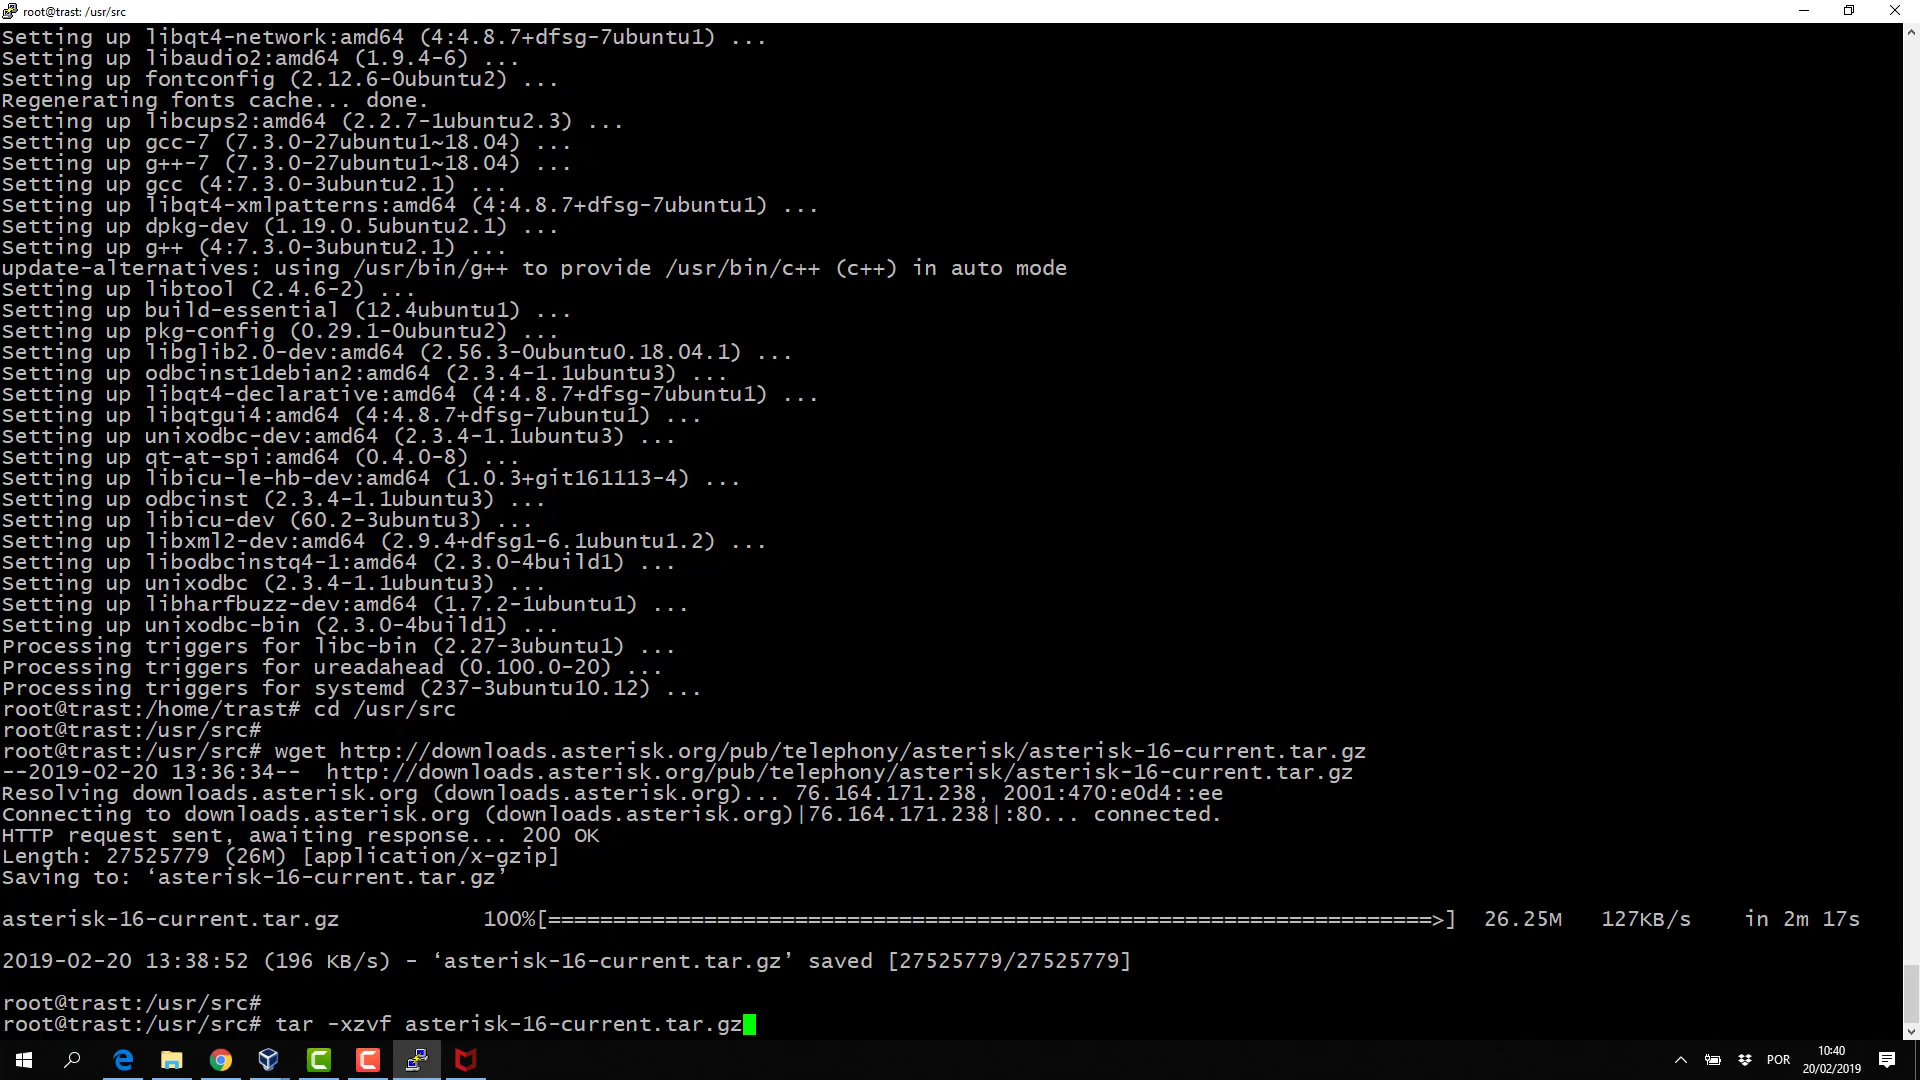 root@trast: /usr/src
Setting up libqt4-network:amd64 (4:4.8.7+dfsg-7ubuntu1) ...
Setting up libaudio2:amd64 (1.9.4-6) ...
Setting up fontconfig (2.12.6-0ubuntu2) ...
Regenerating fonts cache... done.
Setting up libcups2:amd64 (2.2.7-1ubuntu2.3) ...
Setting up gcc-7 (7.3.0-27ubuntu1~18.04) ...
Setting up g++-7 (7.3.0-27ubuntu1~18.04) ...
Setting up gcc (4:7.3.0-3ubuntu2.1) ...
Setting up libqt4-xmlpatterns:amd64 (4:4.8.7+dfsg-7ubuntu1) ...
Setting up dpkg-dev (1.19.0.5ubuntu2.1) ...
Setting up g++ (4:7.3.0-3ubuntu2.1) ...
update-alternatives: using /usr/bin/g++ to provide /usr/bin/c++ (c++) in auto mode
Setting up libtool (2.4.6-2) ...
Setting up build-essential (12.4ubuntu1) ...
Setting up pkg-config (0.29.1-0ubuntu2) ...
Setting up libglib2.0-dev:amd64 (2.56.3-0ubuntu0.18.04.1) ...
Setting up odbcinst1debian2:amd64 (2.3.4-1.1ubuntu3) ...
Setting up libqt4-declarative:amd64 (4:4.8.7+dfsg-7ubuntu1) ...
Setting up libqtgui4:amd64 (4:4.8.7+dfsg-7ubuntu1) ...
Setting up unixodbc-dev:amd64 (2.3.4-1.1ubuntu3) ...
Setting up qt-at-spi:amd64 (0.4.0-8) ...
Setting up libicu-le-hb-dev:amd64 (1.0.3+git161113-4) ...
Setting up odbcinst (2.3.4-1.1ubuntu3) ...
Setting up libicu-dev (60.2-3ubuntu3) ...
Setting up libxml2-dev:amd64 (2.9.4+dfsg1-6.1ubuntu1.2) ...
Setting up libodbcinstq4-1:amd64 (2.3.0-4build1) ...
Setting up unixodbc (2.3.4-1.1ubuntu3) ...
Setting up libharfbuzz-dev:amd64 (1.7.2-1ubuntu1) ...
Setting up unixodbc-bin (2.3.0-4build1) ...
Processing triggers for libc-bin (2.27-3ubuntu1) ...
Processing triggers for ureadahead (0.100.0-20) ...
Processing triggers for systemd (237-3ubuntu10.12) ...
root@trast:/home/trast# cd /usr/src
root@trast:/usr/src#
root@trast:/usr/src# wget http://downloads.asterisk.org/pub/telephony/asterisk/asterisk-16-current.tar.gz
--2019-02-20 13:36:34--  http://downloads.asterisk.org/pub/telephony/asterisk/asterisk-16-current.tar.gz
Resolving downloads.asterisk.org (downloads.asterisk.org)... 76.164.171.238, 2001:470:e0d4::ee
Connecting to downloads.asterisk.org (downloads.asterisk.org)|76.164.171.238|:80... connected.
HTTP request sent, awaiting response... 200 OK
Length: 27525779 (26M) [application/x-gzip]
Saving to: ‘asterisk-16-current.tar.gz’
asterisk-16-current.tar.gz 100%[====================================================================>] 26.25M 127KB/s in 2m 17s
2019-02-20 13:38:52 (196 KB/s) - ‘asterisk-16-current.tar.gz’ saved [27525779/27525779]
root@trast:/usr/src#
root@trast:/usr/src# tar -xzvf asterisk-16-current.tar.gz
POR
10:40
20/02/2019